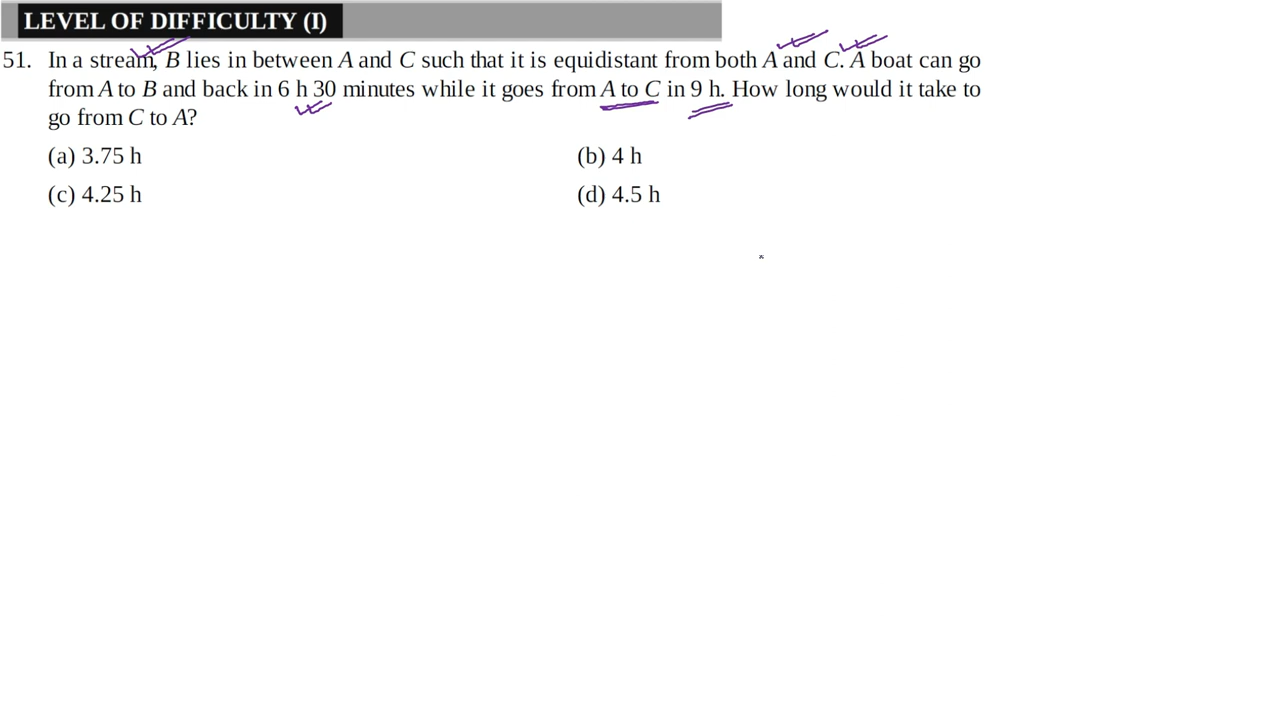 LEVEL OF DIFFICULTY (I)
51. In a stream, B lies in between A and C such that it is equidistant from both A and C. A boat can go
from A to B and back in 6 h 30 minutes while it goes from A to C in 9 h. How long would it take to
go from C to A?
(a) 3.75 h (b) 4 h
(c) 4.25 h (d) 4.5 h